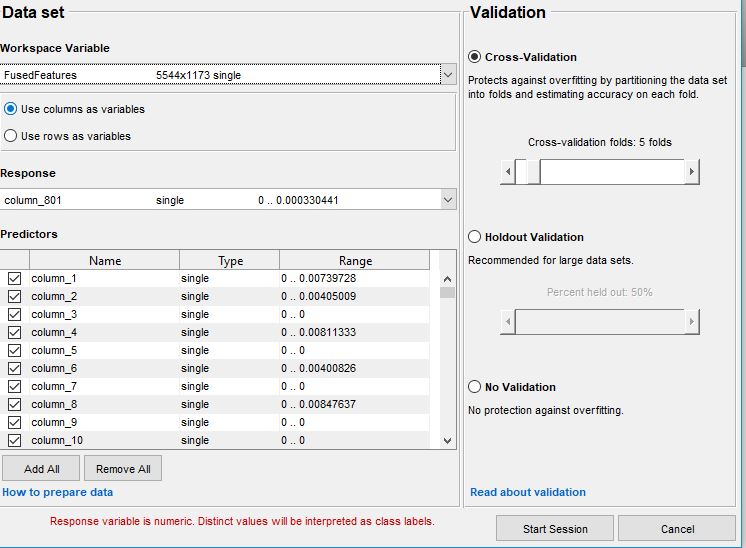 Data set
Workspace Variable
FusedFeatures 5544x1173 single
Use columns as variables
Use rows as variables
Response
column_801 single 0 .. 0.000330441
Predictors
Name Type Range
column_1 single 0 .. 0.00739728
column_2 single 0 .. 0.00405009
column_3 single 0 .. 0
column_4 single 0 .. 0.00811333
column_5 single 0 .. 0
column_6 single 0 .. 0.00400826
column_7 single 0 .. 0
column_8 single 0 .. 0.00847637
column_9 single 0 .. 0
column_10 single 0 .. 0
Add All Remove All
How to prepare data
Validation
Cross-Validation
Protects against overfitting by partitioning the data set
into folds and estimating accuracy on each fold.
Cross-validation folds: 5 folds
Holdout Validation
Recommended for large data sets.
Percent held out: 50%
No Validation
No protection against overfitting.
Read about validation
Response variable is numeric. Distinct values will be interpreted as class labels.
Start Session Cancel